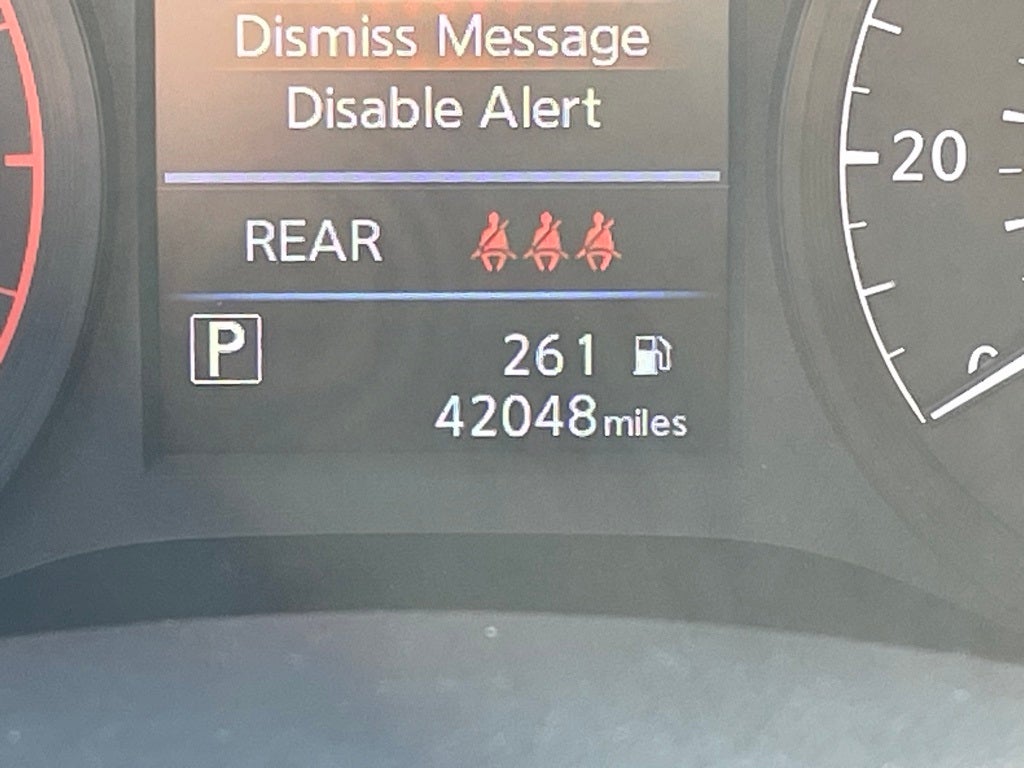 Dismiss Message
Disable Alert
20
REAR
P 261
42048 miles